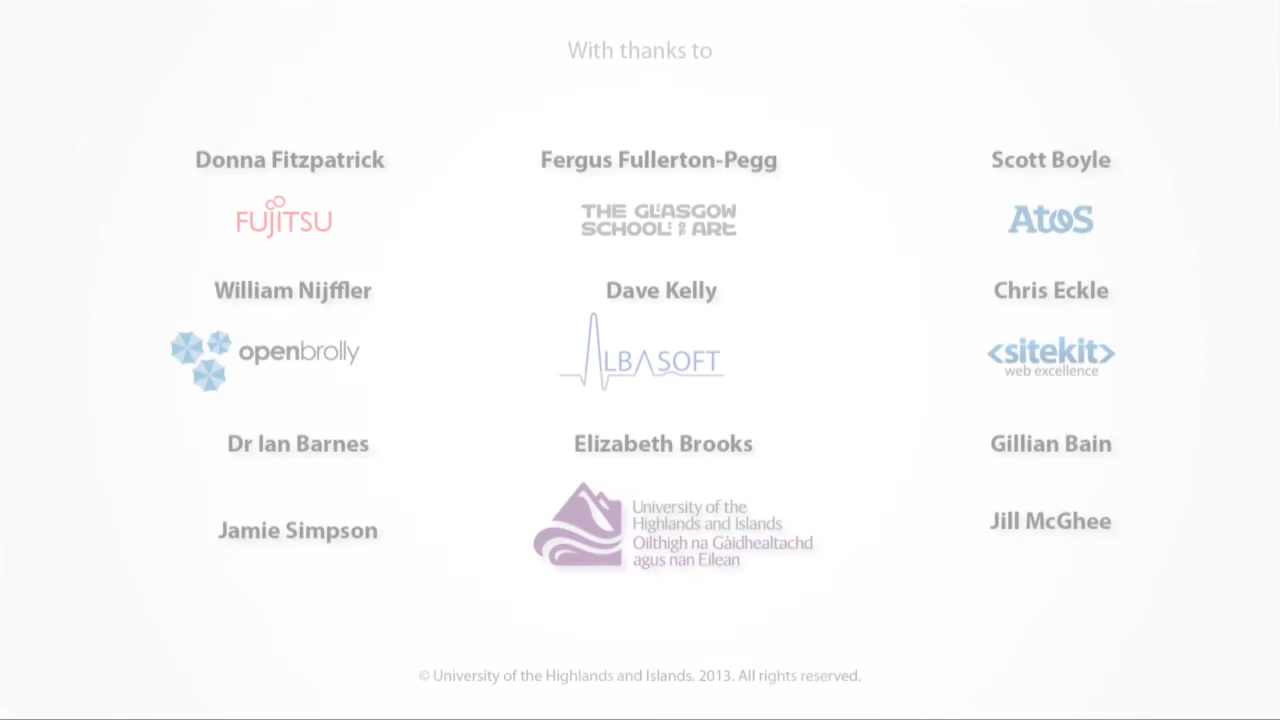 With thanks to
Donna Fitzpatrick
Fergus Fullerton-Pegg
Scott Boyle
FUJITSU
THE GLASGOW
SCHOOL OF ART
Atos
William Nijffler
Dave Kelly
Chris Eckle
openbrolly
ALBASOFT
<sitekit>
web excellence
Dr Ian Barnes
Elizabeth Brooks
Gillian Bain
Jamie Simpson
University of the
Highlands and Islands
Oilthigh na Gàidhealtachd
agus nan Eilean
Jill McGhee
© University of the Highlands and Islands. 2013. All rights reserved.